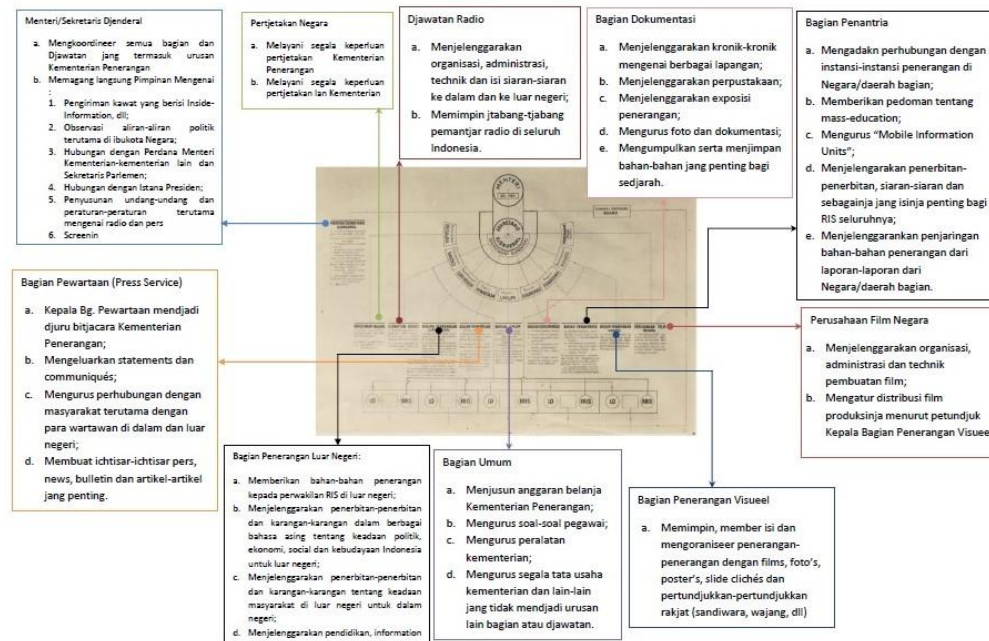 Menteri/Sekretaris Djenderal
a. Mengkoordineer semua bagian dan
Djawatan jang termasuk urusan
Kementerian Penerangan
b. Memagang langsung Pimpinan Mengenai
:
1. Pengiriman kawat yang berisi Inside-
Information, dll;
2. Observasi aliran-aliran politik
terutama di ibukota Negara;
3. Hubungan dengan Perdana Menteri
Kementerian-kementerian lain dan
Sekretaris Parlemen;
4. Hubungan dengan Istana Presiden;
5. Penyusunan undang-undang dan
peraturan-peraturan terutama
mengenai radio dan pers
6. Screenin
Pertjetakan Negara
a. Melayani segala keperluan
pertjetakan Kementerian
Penerangan
b. Melayani segala keperluan
pertjetakan lan Kementerian
Djawatan Radio
a. Menjelenggarakan
organisasi, administrasi,
technik dan isi siaran-siaran
ke dalam dan ke luar negeri;
b. Memimpin jtabang-tjabang
pemantjar radio di seluruh
Indonesia.
Bagian Dokumentasi
a. Menjelenggarakan kronik-kronik
mengenai berbagai lapangan;
b. Menjelenggarakan perpustakaan;
c. Menjelenggarakan exposisi
penerangan;
d. Mengurus foto dan dokumentasi;
e. Mengumpulkan serta menjimpan
bahan-bahan jang penting bagi
sedjarah.
Bagian Penantria
a. Mengadakn perhubungan dengan
instansi-instansi penerangan di
Negara/daerah bagian;
b. Memberikan pedoman tentang
mass-education;
c. Mengurus “Mobile Information
Units”;
d. Menjelengarakan penerbitan-
penerbitan, siaran-siaran dan
sebagainja jang isinja penting bagi
RIS seluruhnya;
e. Menjelenggarankan penjaringan
bahan-bahan penerangan dari
laporan-laporan dari
Negara/daerah bagian.
MENTERI
Bagian Pewartaan (Press Service)
a. Kepala Bg. Pewartaan mendjadi
djuru bitjacara Kementerian
Penerangan;
b. Mengeluarkan statements dan
communiqués;
c. Mengurus perhubungan dengan
masyarakat terutama dengan
para wartawan di dalam dan luar
negeri;
d. Membuat ichtisar-ichtisar pers,
news, bulletin dan artikel-artikel
jang penting.
Perusahaan Film Negara
a. Menjelenggarakan organisasi,
administrasi dan technik
pembuatan film;
b. Mengatur distribusi film
produksinja menurut petundjuk
Kepala Bagian Penerangan Visueel
Bagian Penerangan Luar Negeri:
a. Memberikan bahan-bahan penerangan
kepada perwakilan RIS di luar negeri;
b. Menjelenggarakan penerbitan-penerbitan
dan karangan-karangan dalam berbagai
bahasa asing tentang keadaan politik,
ekonomi, social dan kebudayaan Indonesia
untuk luar negeri;
c. Menjelenggarakan penerbitan-penerbitan
dan karangan-karangan tentang keadaan
masyarakat di luar negeri untuk dalam
negeri;
d. Menjelenggarakan pendidikan, information
Bagian Umum
a. Menjusun anggaran belanja
Kementerian Penerangan;
b. Mengurus soal-soal pegawai;
c. Mengurus peralatan
kementerian;
d. Mengurus segala tata usaha
kementerian dan lain-lain
jang tidak mendjadi urusan
lain bagian atau djawatan.
Bagian Penerangan Visueel
a. Memimpin, member isi dan
mengoraniseer penerangan-
penerangan dengan films, foto’s,
poster’s, slide clichés dan
pertundjukkan-pertundjukkan
rakjat (sandiwara, wajang, dll)